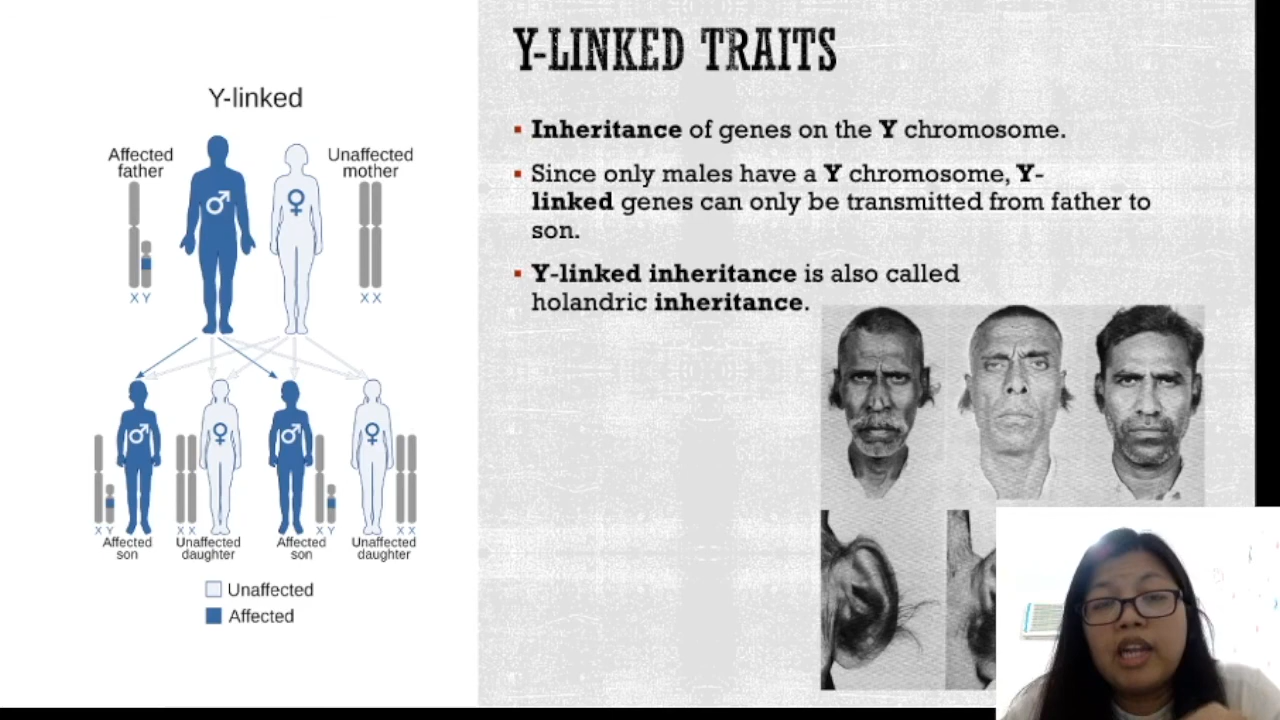 Y-LINKED TRAITS
▪ Inheritance of genes on the Y chromosome.
▪ Since only males have a Y chromosome, Y-
linked genes can only be transmitted from father to
son.
▪ Y-linked inheritance is also called
holandric inheritance.
Y-linked
Affected
father
Unaffected
mother
X Y
X X
X Y
X X
X Y
X X
Affected
son
Unaffected
daughter
Affected
son
Unaffected
daughter
Unaffected
Affected